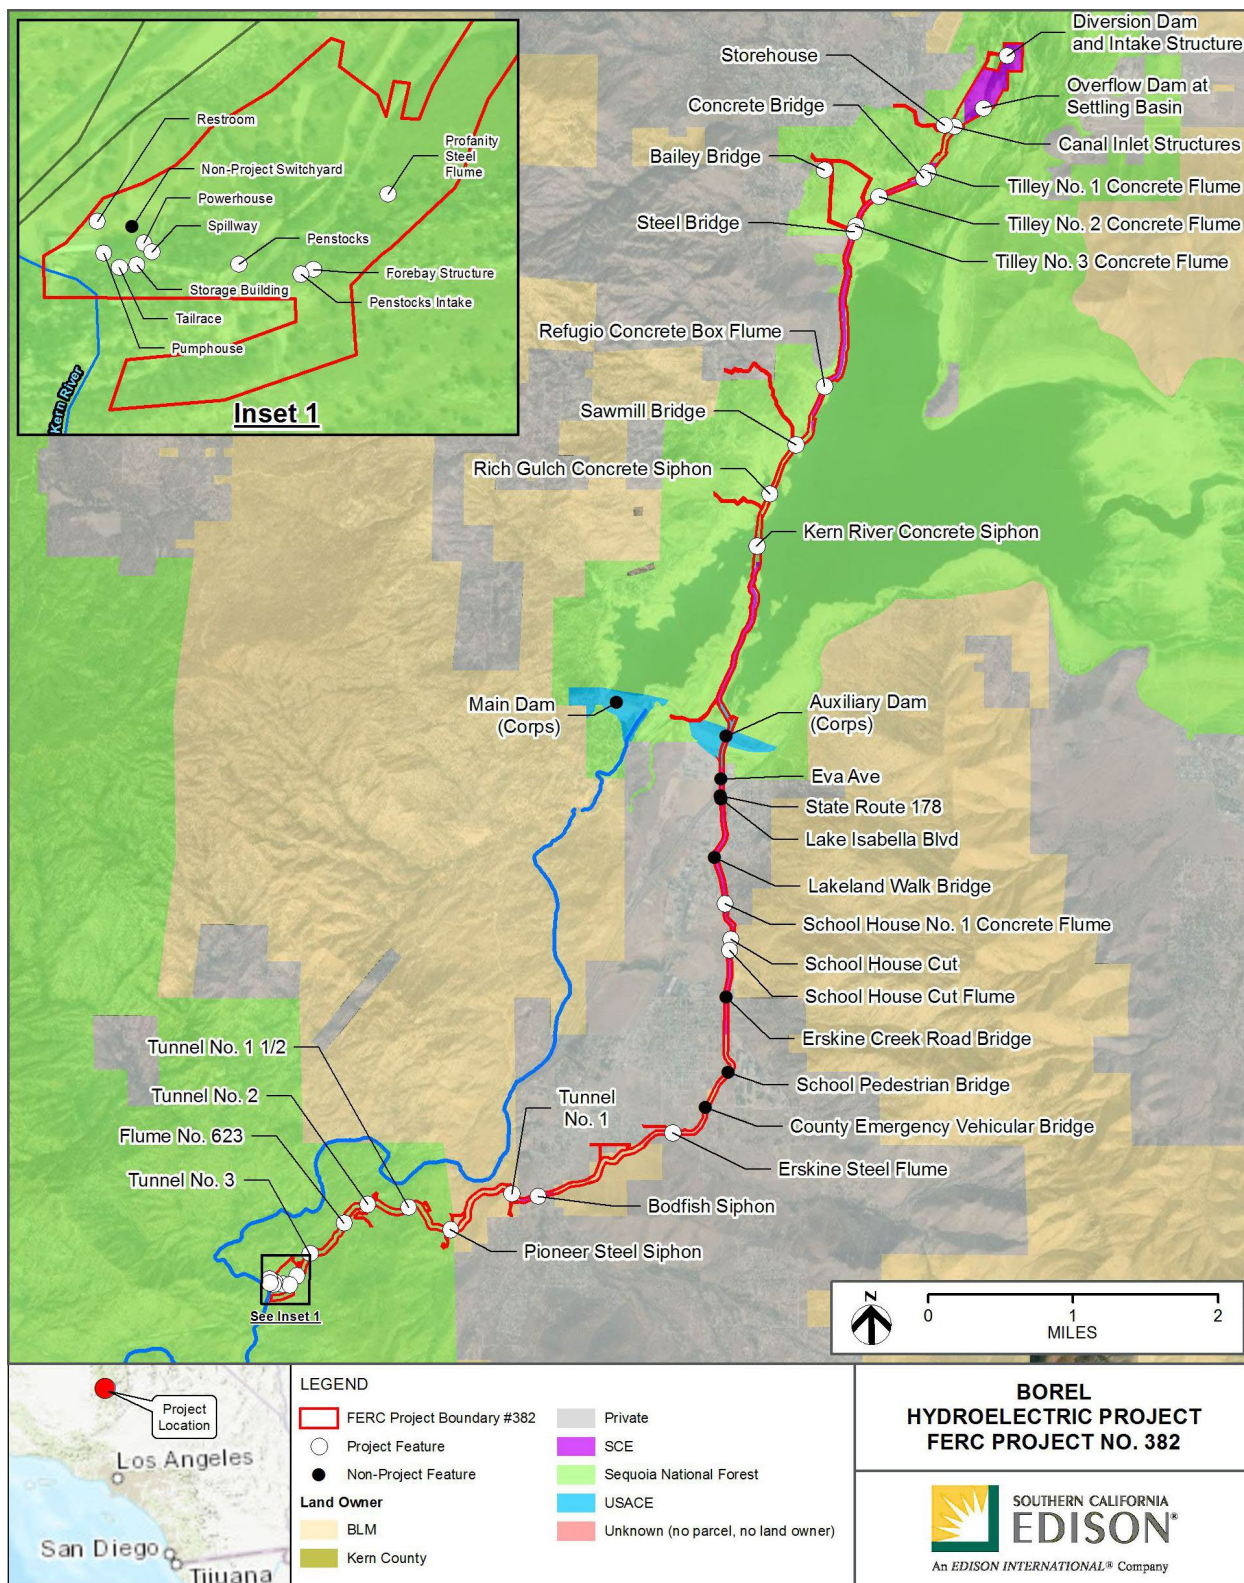 Restroom
Non-Project Switchyard
Powerhouse
Spillway
Profanity
Steel
Flume
Penstocks
Forebay Structure
Storage Building
Penstocks Intake
Tailrace
Pumphouse
Kern River
Inset 1
Diversion Dam
and Intake Structure
Storehouse
Overflow Dam at
Settling Basin
Concrete Bridge
Canal Inlet Structures
Bailey Bridge
Tilley No. 1 Concrete Flume
Steel Bridge
Tilley No. 2 Concrete Flume
Tilley No. 3 Concrete Flume
Refugio Concrete Box Flume
Sawmill Bridge
Rich Gulch Concrete Siphon
Kern River Concrete Siphon
Main Dam
(Corps)
Auxiliary Dam
(Corps)
Eva Ave
State Route 178
Lake Isabella Blvd
Lakeland Walk Bridge
School House No. 1 Concrete Flume
School House Cut
School House Cut Flume
Erskine Creek Road Bridge
Tunnel No. 1 1/2
School Pedestrian Bridge
Tunnel No. 2
Tunnel
No. 1
County Emergency Vehicular Bridge
Flume No. 623
Erskine Steel Flume
Tunnel No. 3
Bodfish Siphon
Pioneer Steel Siphon
See Inset 1
N
0 1 2
MILES
Project
Location
Los Angeles
San Diego
Tijuana
LEGEND
FERC Project Boundary #382
Project Feature
Non-Project Feature
Land Owner
BLM
Kern County
Private
SCE
Sequoia National Forest
USACE
Unknown (no parcel, no land owner)
BOREL
HYDROELECTRIC PROJECT
FERC PROJECT NO. 382
SOUTHERN CALIFORNIA
EDISON®
An EDISON INTERNATIONAL® Company